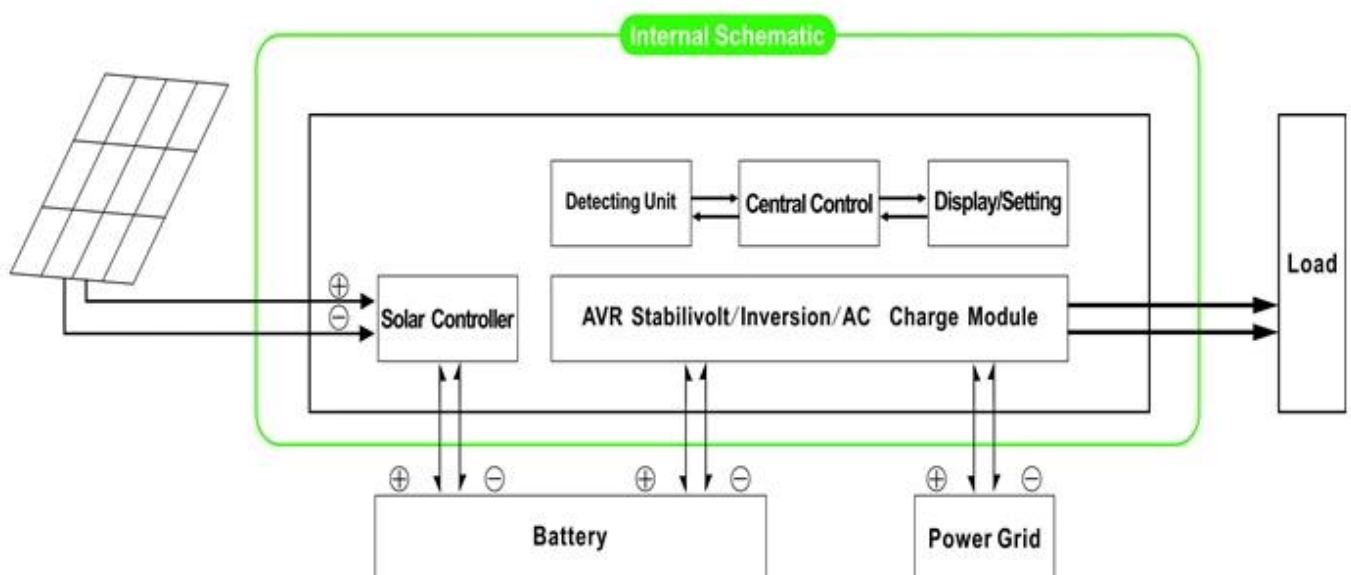 Internal Schematic
Detecting Unit
Central Control
Display/Setting
Load
⊕
⊖
Solar Controller
AVR Stabilivolt/Inversion/AC Charge Module
⊕ ⊖ ⊕ ⊖ ⊕ ⊖
Battery
Power Grid